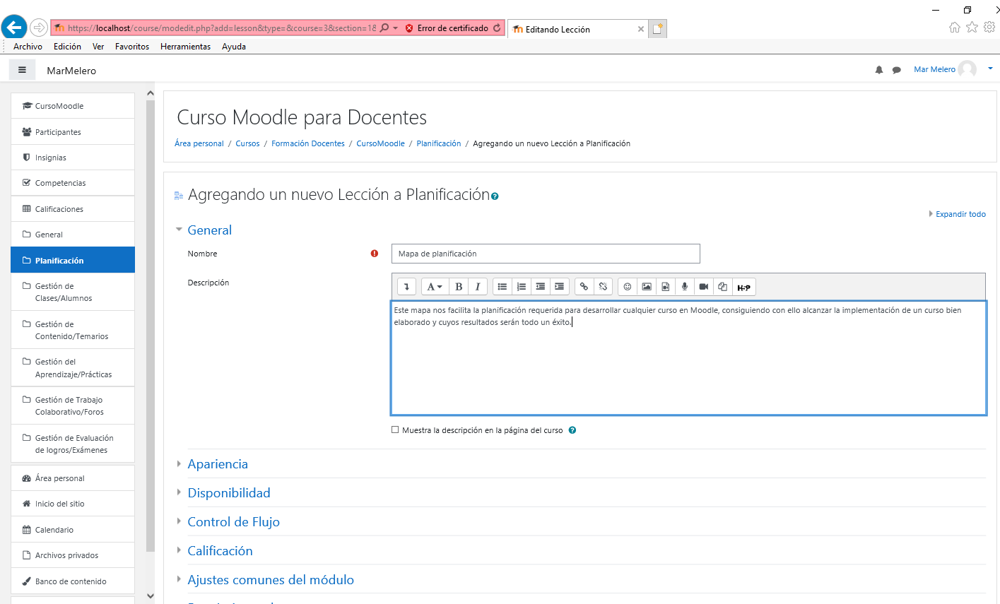 https://localhost/course/modedit.php?add=lesson&type=&course=3&section=18
Error de certificado
Editando Lección
Archivo Edición Ver Favoritos Herramientas Ayuda
MarMelero
Mar Melero
CursoMoodle
Participantes
Insignias
Competencias
Calificaciones
General
Planificación
Gestión de
Clases/Alumnos
Gestión de
Contenido/Temarios
Gestión del
Aprendizaje/Prácticas
Gestión de Trabajo
Colaborativo/Foros
Gestión de Evaluación
de logros/Exámenes
Área personal
Inicio del sitio
Calendario
Archivos privados
Banco de contenido
Curso Moodle para Docentes
Área personal / Cursos / Formación Docentes / CursoMoodle / Planificación / Agregando un nuevo Lección a Planificación
Agregando un nuevo Lección a Planificación
Expandir todo
General
Nombre
Mapa de planificación
Descripción
A B I H5P
Este mapa nos facilita la planificación requerida para desarrollar cualquier curso en Moodle, consiguiendo con ello alcanzar la implementación de un curso bien
elaborado y cuyos resultados serán todo un éxito.
Muestra la descripción en la página del curso
Apariencia
Disponibilidad
Control de Flujo
Calificación
Ajustes comunes del módulo